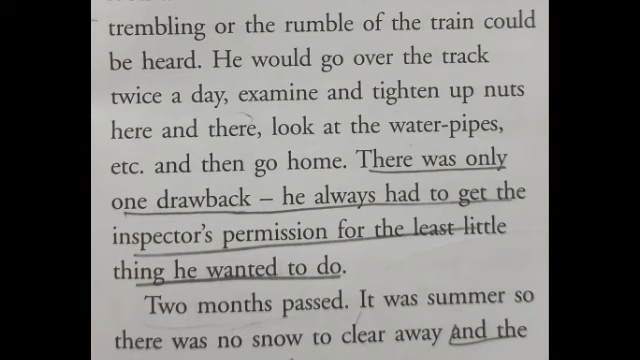 trembling or the rumble of the train could
be heard. He would go over the track
twice a day, examine and tighten up nuts
here and there, look at the water-pipes,
etc. and then go home. There was only
one drawback – he always had to get the
inspector's permission for the least little
thing he wanted to do.
Two months passed. It was summer so
there was no snow to clear away and the